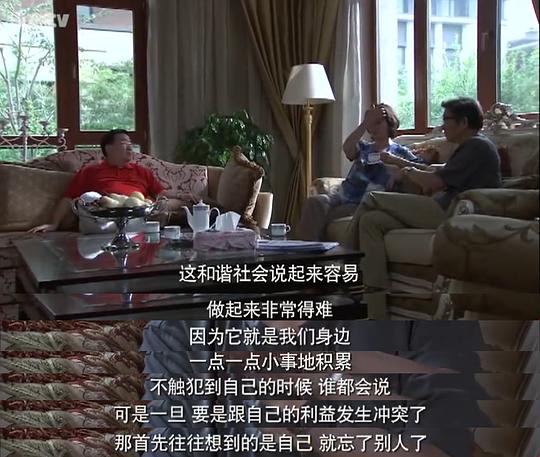 这和谐社会说起来容易
做起来非常得难
因为它就是我们身边
一点一点小事地积累
不触犯到自己的时候 谁都会说
可是一旦 要是跟自己的利益发生冲突了
那首先往往想到的是自己 就忘了别人了